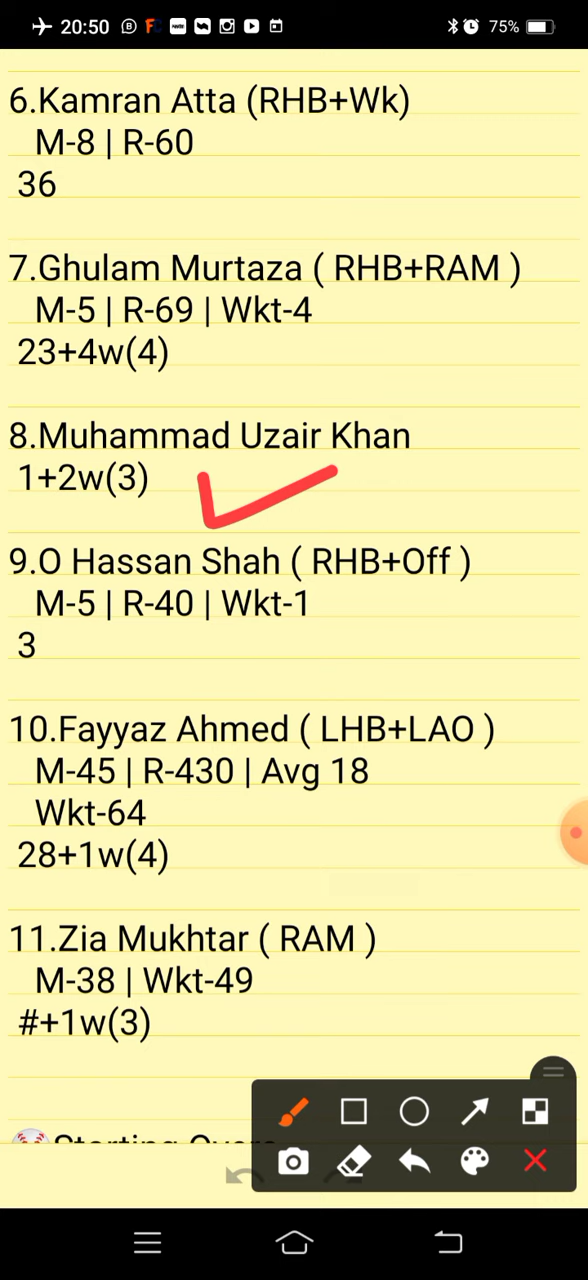 20:50
75%
6.Kamran Atta (RHB+Wk)
M-8 | R-60
36
7.Ghulam Murtaza ( RHB+RAM )
M-5 | R-69 | Wkt-4
23+4w(4)
8.Muhammad Uzair Khan
1+2w(3)
9.O Hassan Shah ( RHB+Off )
M-5 | R-40 | Wkt-1
3
10.Fayyaz Ahmed ( LHB+LAO )
M-45 | R-430 | Avg 18
Wkt-64
28+1w(4)
11.Zia Mukhtar ( RAM )
M-38 | Wkt-49
#+1w(3)
Starting Overs